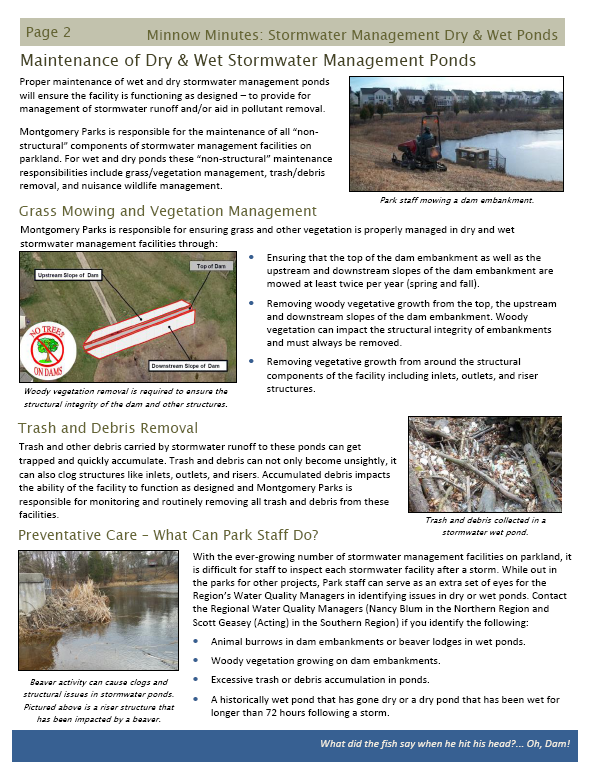 Page 2
Minnow Minutes: Stormwater Management Dry & Wet Ponds
Maintenance of Dry & Wet Stormwater Management Ponds
Proper maintenance of wet and dry stormwater management ponds
will ensure the facility is functioning as designed – to provide for
management of stormwater runoff and/or aid in pollutant removal.
Montgomery Parks is responsible for the maintenance of all “non-
structural” components of stormwater management facilities on
parkland. For wet and dry ponds these “non-structural” maintenance
responsibilities include grass/vegetation management, trash/debris
removal, and nuisance wildlife management.
Park staff mowing a dam embankment.
Grass Mowing and Vegetation Management
Montgomery Parks is responsible for ensuring grass and other vegetation is properly managed in dry and wet
stormwater management facilities through:
Upstream Slope of Dam
Top of Dam
Downstream Slope of Dam
NO TREES
ON DAMS
Woody vegetation removal is required to ensure the
structural integrity of the dam and other structures.
• Ensuring that the top of the dam embankment as well as the
upstream and downstream slopes of the dam embankment are
mowed at least twice per year (spring and fall).
• Removing woody vegetative growth from the top, the upstream
and downstream slopes of the dam embankment. Woody
vegetation can impact the structural integrity of embankments
and must always be removed.
• Removing vegetative growth from around the structural
components of the facility including inlets, outlets, and riser
structures.
Trash and Debris Removal
Trash and other debris carried by stormwater runoff to these ponds can get
trapped and quickly accumulate. Trash and debris can not only become unsightly, it
can also clog structures like inlets, outlets, and risers. Accumulated debris impacts
the ability of the facility to function as designed and Montgomery Parks is
responsible for monitoring and routinely removing all trash and debris from these
facilities.
Trash and debris collected in a
stormwater wet pond.
Preventative Care – What Can Park Staff Do?
Beaver activity can cause clogs and
structural issues in stormwater ponds.
Pictured above is a riser structure that
has been impacted by a beaver.
With the ever-growing number of stormwater management facilities on parkland, it
is difficult for staff to inspect each stormwater facility after a storm. While out in
the parks for other projects, Park staff can serve as an extra set of eyes for the
Region’s Water Quality Managers in identifying issues in dry or wet ponds. Contact
the Regional Water Quality Managers (Nancy Blum in the Northern Region and
Scott Geasey (Acting) in the Southern Region) if you identify the following:
• Animal burrows in dam embankments or beaver lodges in wet ponds.
• Woody vegetation growing on dam embankments.
• Excessive trash or debris accumulation in ponds.
• A historically wet pond that has gone dry or a dry pond that has been wet for
longer than 72 hours following a storm.
What did the fish say when he hit his head?... Oh, Dam!